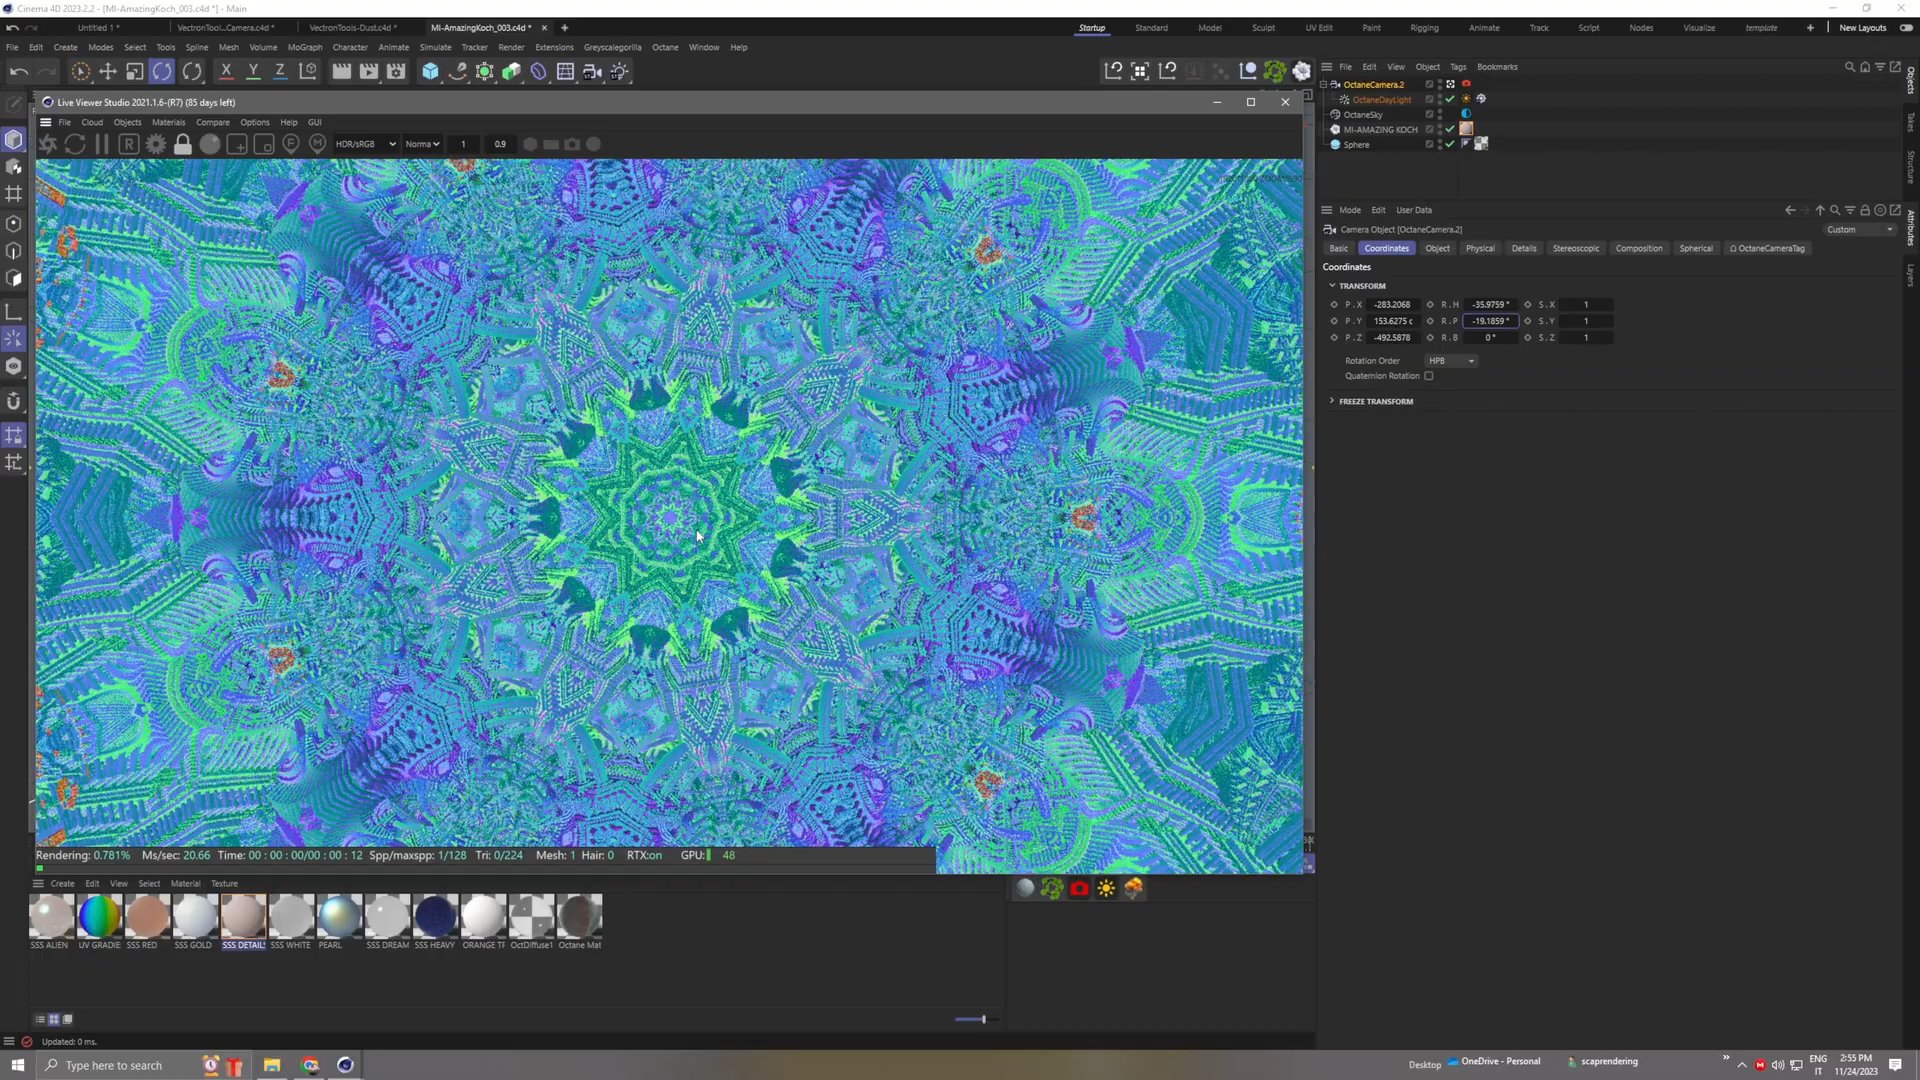 Cinema 4D 2023.2.2 - [MI-AmazingKoch_003.c4d *] - Main
Untitled 1 *
VectronTool...Camera.c4d *
VectronTools-Dust.c4d *
MI-AmazingKoch_003.c4d *
Startup Standard Model Sculpt UV Edit Paint Rigging Animate Track Script Nodes Visualize template New Layouts
File Edit Create Modes Select Tools Spline Mesh Volume MoGraph Character Animate Simulate Tracker Render Extensions Greyscalegorilla Octane Window Help
X Y Z
File Edit View Object Tags Bookmarks
OctaneCamera.2
OctaneDayLight
OctaneSky
MI-AMAZING KOCH
Sphere
Objects
Takes
Structure
Live Viewer Studio 2021.1.6-(R7) (85 days left)
File Cloud Objects Materials Compare Options Help GUI
HDR/sRGB Norma 1 0.9
Mode Edit User Data
Camera Object [OctaneCamera.2]
Custom
Basic Coordinates Object Physical Details Stereoscopic Composition Spherical OctaneCameraTag
Attributes
Layers
Coordinates
TRANSFORM
P.X -283.2068 R.H -35.9759 ° S.X 1
P.Y 153.6275 c R.P -19.1859 ° S.Y 1
P.Z -492.5878 R.B 0 ° S.Z 1
Rotation Order HPB
Quaternion Rotation
FREEZE TRANSFORM
Rendering: 0.781% Ms/sec: 20.66 Time: 00 : 00 : 00/00 : 00 : 12 Spp/maxspp: 1/128 Tri: 0/224 Mesh: 1 Hair: 0 RTX:on GPU: 48
Create Edit View Select Material Texture
SSS ALIEN UV GRADIE SSS RED SSS GOLD SSS DETAIL SSS WHITE PEARL SSS DREAM SSS HEAVY ORANGE TF OctDiffuse1 Octane Mat
Updated: 0 ms.
Type here to search
Desktop
OneDrive - Personal
scaprendering
ENG
IT
2:55 PM
11/24/2023